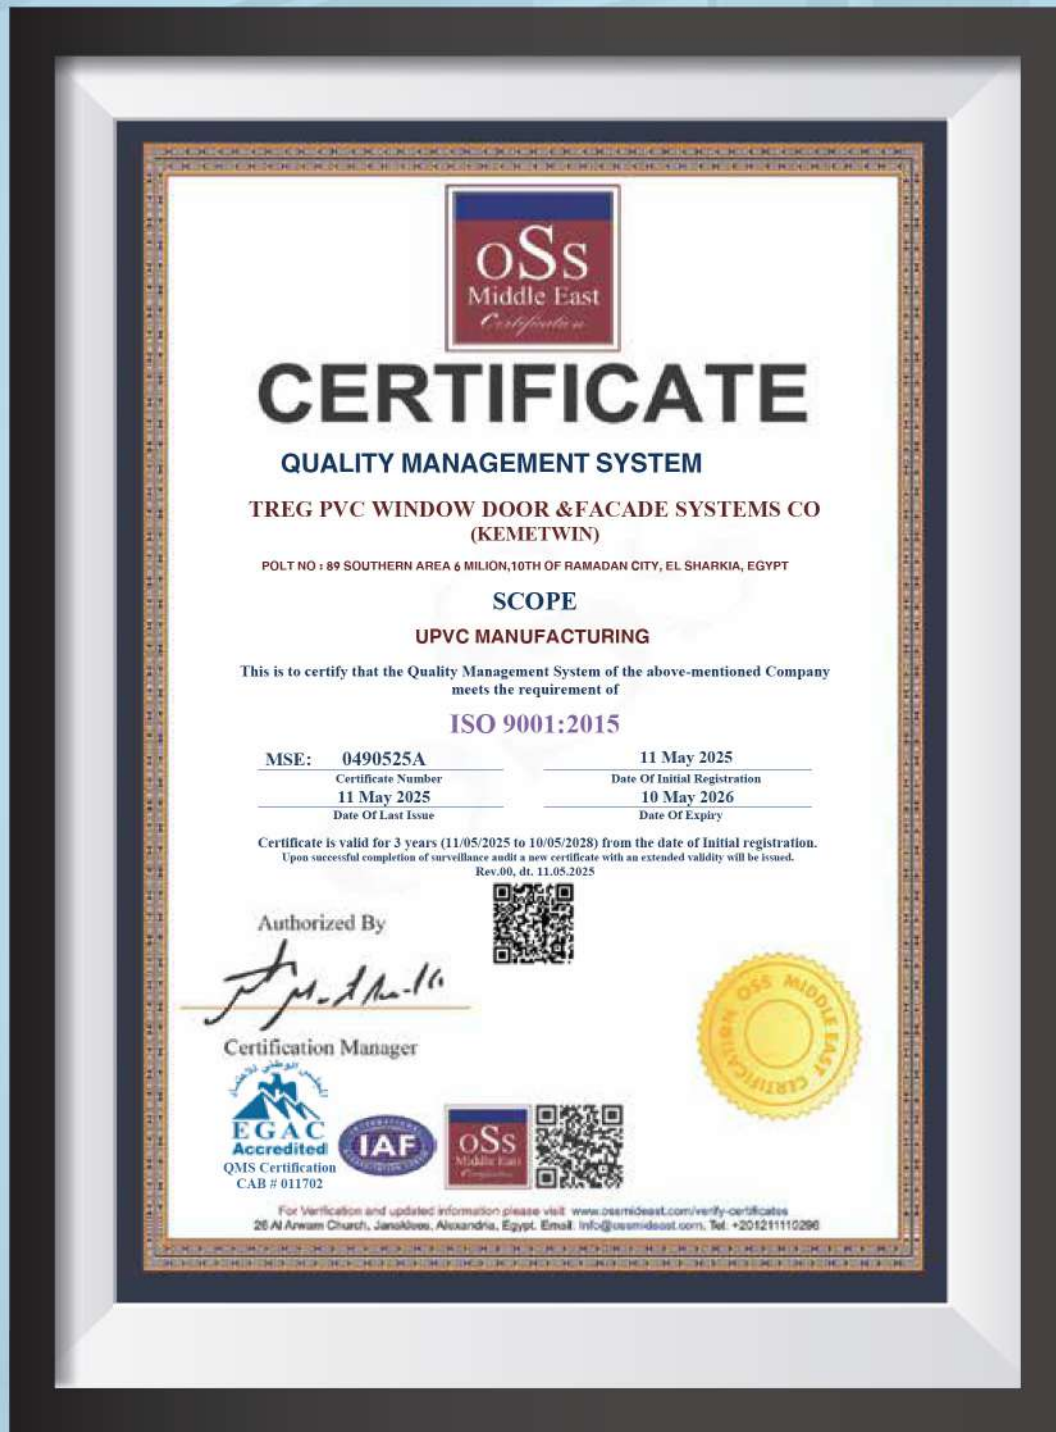 oSs
Middle East
Certification
CERTIFICATE
QUALITY MANAGEMENT SYSTEM
TREG PVC WINDOW DOOR &FACADE SYSTEMS CO
(KEMETWIN)
POLT NO : 89 SOUTHERN AREA 6 MILION,10TH OF RAMADAN CITY, EL SHARKIA, EGYPT
SCOPE
UPVC MANUFACTURING
This is to certify that the Quality Management System of the above-mentioned Company
meets the requirement of
ISO 9001:2015
MSE: 0490525A 11 May 2025
Certificate Number Date Of Initial Registration
11 May 2025 10 May 2026
Date Of Last Issue Date Of Expiry
Certificate is valid for 3 years (11/05/2025 to 10/05/2028) from the date of Initial registration.
Upon successful completion of surveillance audit a new certificate with an extended validity will be issued.
Rev.00, dt. 11.05.2025
Authorized By
Certification Manager
OSS MIDDLE EAST CERTIFICATION
المجلس الوطني للاعتماد
EGAC
Accredited
QMS Certification
CAB # 011702
IAF
oSs
Middle East
For Verification and updated information please visit www.ossmideast.com/verify-certificates
26 Al Arwam Church, Janaklees, Alexandria, Egypt. Email: Info@ossmideast.com, Tel: +201211110296